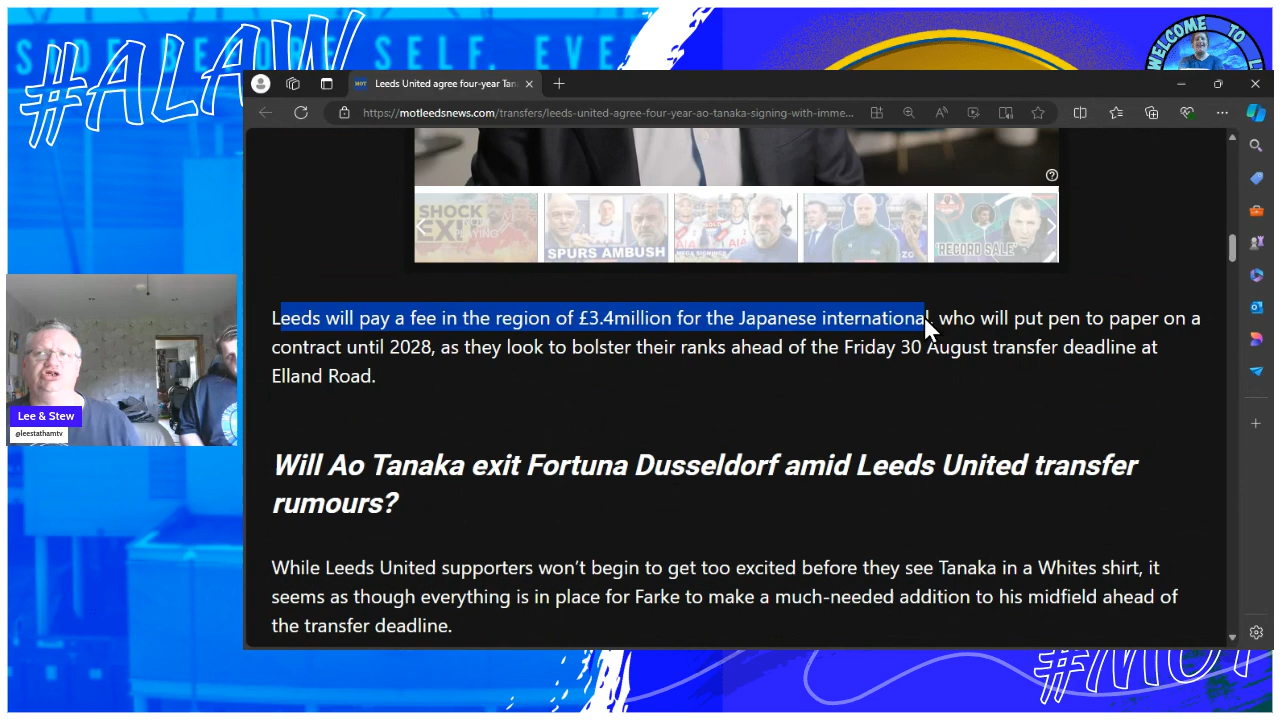 #ALAW
SIDE BEFORE SELF, EVE
WELCOME TO L
MOT Leeds United agree four-year Tan
https://motleedsnews.com/transfers/leeds-united-agree-four-year-ao-tanaka-signing-with-imme...
SHOCK
EXI
SPURS AMBUSH
AIA AIA
'RECORD SALE'
Leeds will pay a fee in the region of £3.4million for the Japanese international, who will put pen to paper on a
contract until 2028, as they look to bolster their ranks ahead of the Friday 30 August transfer deadline at
Elland Road.
Lee & Stew
@leestathamtv
Will Ao Tanaka exit Fortuna Dusseldorf amid Leeds United transfer
rumours?
While Leeds United supporters won't begin to get too excited before they see Tanaka in a Whites shirt, it
seems as though everything is in place for Farke to make a much-needed addition to his midfield ahead of
the transfer deadline.
#MOT